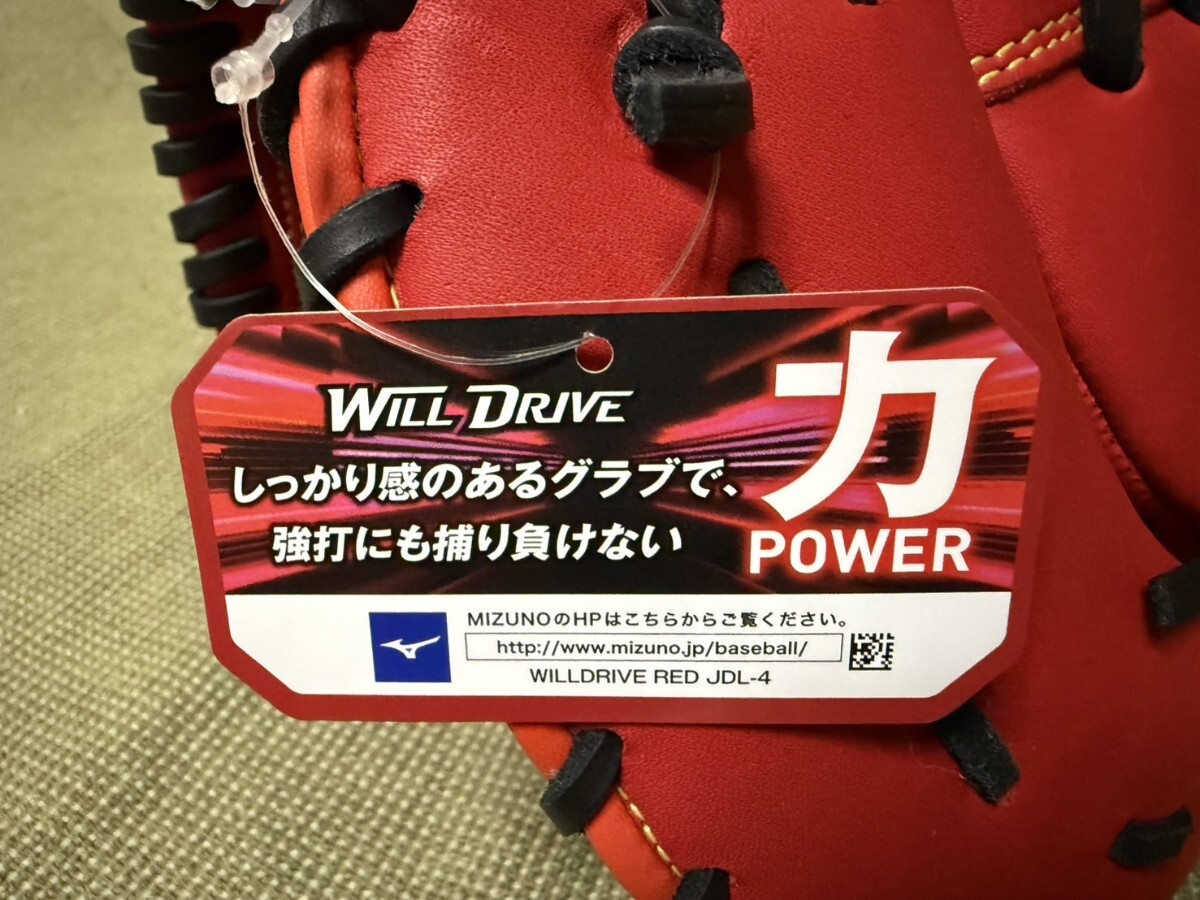 WILL DRIVE
しっかり感のあるグラブで、
強打にも捕り負けない
力
POWER
MIZUNOのHPはこちらからご覧ください。
http://www.mizuno.jp/baseball/
WILLDRIVE RED JDL-4